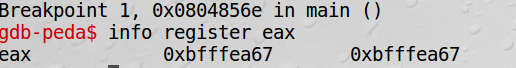 Breakpoint 1, 0x0804856e in main ()
gdb-peda$ info register eax
eax            0xbfffea67       0xbfffea67